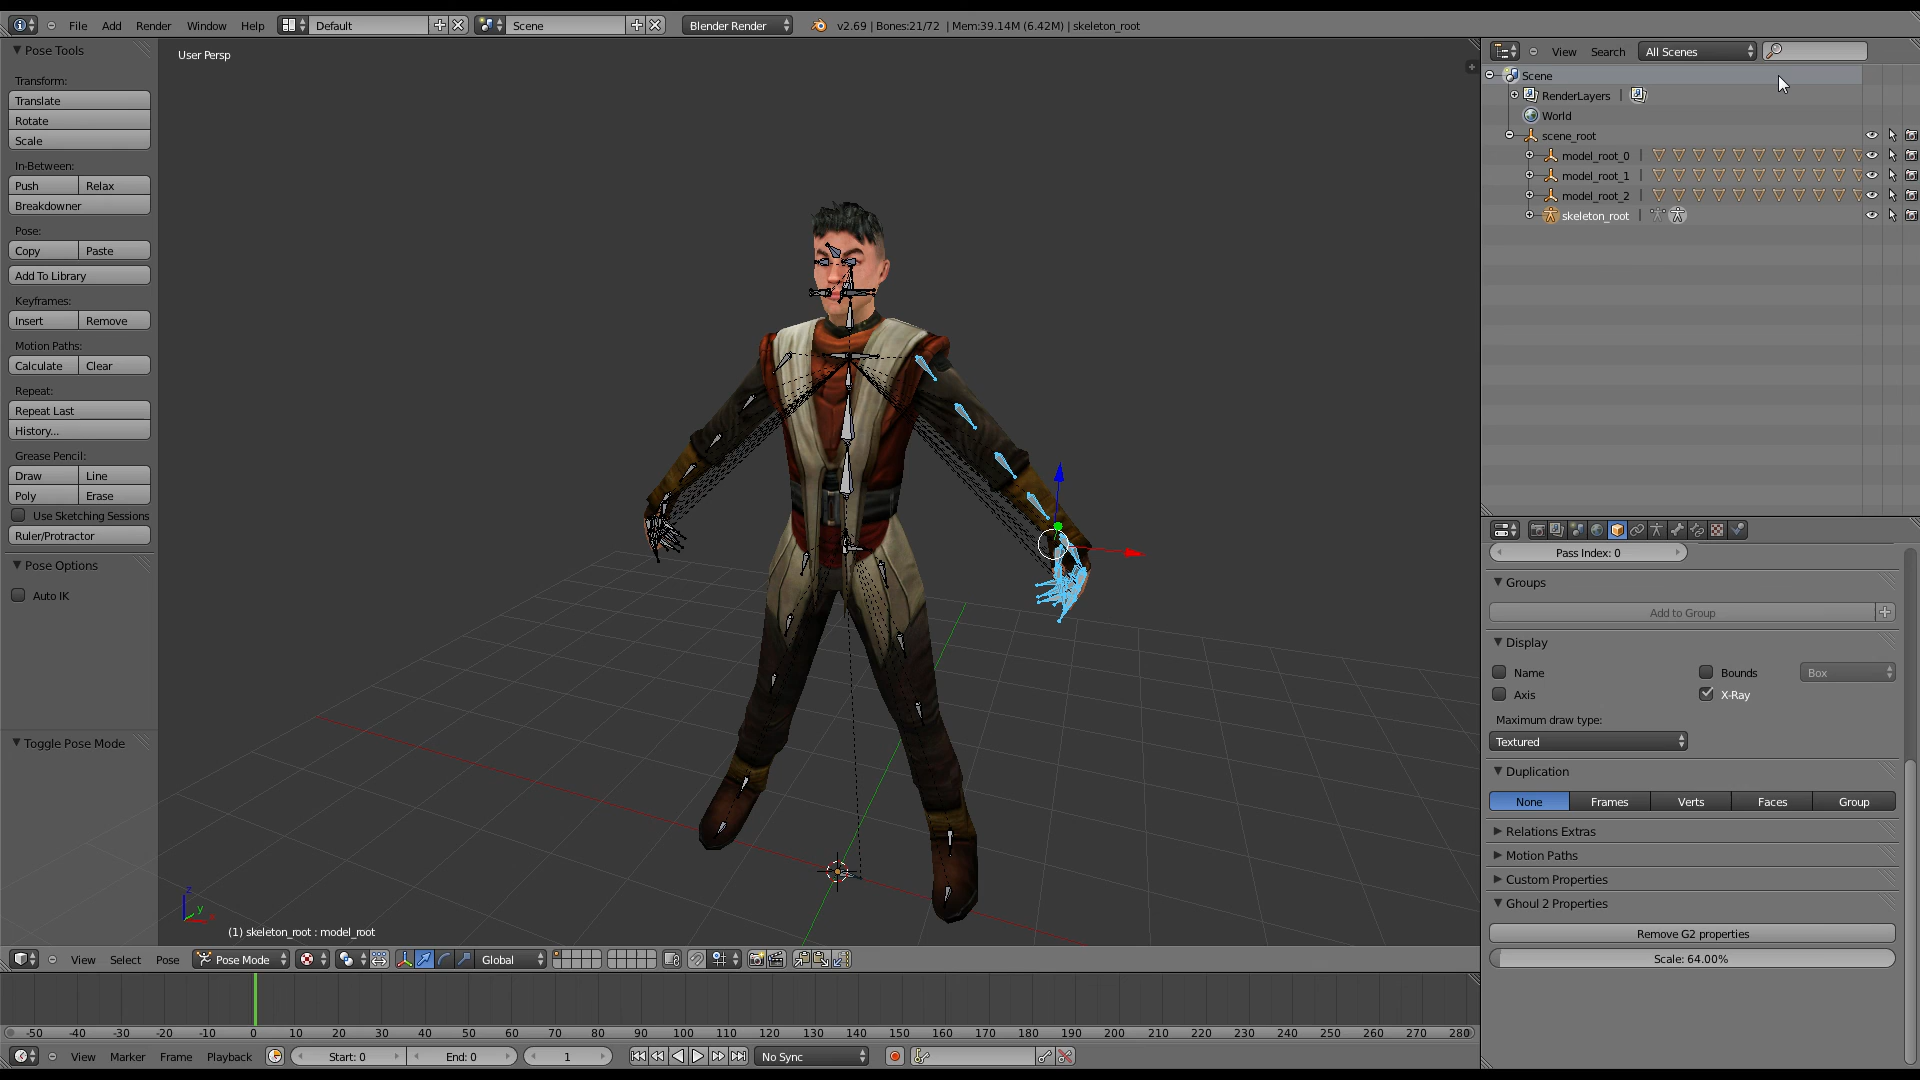 File Add Render Window Help Default Scene Blender Render v2.69 | Bones:21/72 | Mem:39.14M (6.42M) | skeleton_root
Pose Tools
User Persp
Transform:
Translate
Rotate
Scale
In-Between:
Push Relax
Breakdowner
Pose:
Copy Paste
Add To Library
Keyframes:
Insert Remove
Motion Paths:
Calculate Clear
Repeat:
Repeat Last
History...
Grease Pencil:
Draw Line
Poly Erase
Use Sketching Sessions
Ruler/Protractor
Pose Options
Auto IK
Toggle Pose Mode
z
y
(1) skeleton_root : model_root
View Select Pose Pose Mode Global
-50 -40 -30 -20 -10 0 10 20 30 40 50 60 70 80 90 100 110 120 130 140 150 160 170 180 190 200 210 220 230 240 250 260 270 280
View Marker Frame Playback Start: 0 End: 0 1 No Sync
View Search All Scenes
Scene
RenderLayers |
World
scene_root
model_root_0 |
model_root_1 |
model_root_2 |
skeleton_root |
Pass Index: 0
Groups
Add to Group
Display
Name Bounds Box
Axis X-Ray
Maximum draw type:
Textured
Duplication
None Frames Verts Faces Group
Relations Extras
Motion Paths
Custom Properties
Ghoul 2 Properties
Remove G2 properties
Scale: 64.00%